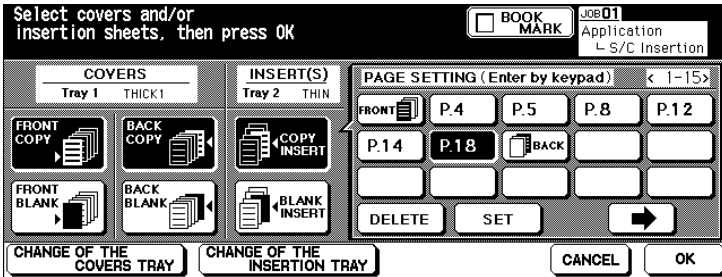 Select covers and/or
insertion sheets, then press OK
BOOK
MARK
JOB01
Application
S/C Insertion
COVERS
Tray 1 THICK1
INSERT(S)
Tray 2 THIN
PAGE SETTING (Enter by keypad) < 1-15>
FRONT P.4 P.5 P.8 P.12
P.14 P.18 BACK
FRONT
COPY
BACK
COPY
COPY
INSERT
FRONT
BLANK
BACK
BLANK
BLANK
INSERT
DELETE SET
CHANGE OF THE
COVERS TRAY
CHANGE OF THE
INSERTION TRAY
CANCEL OK